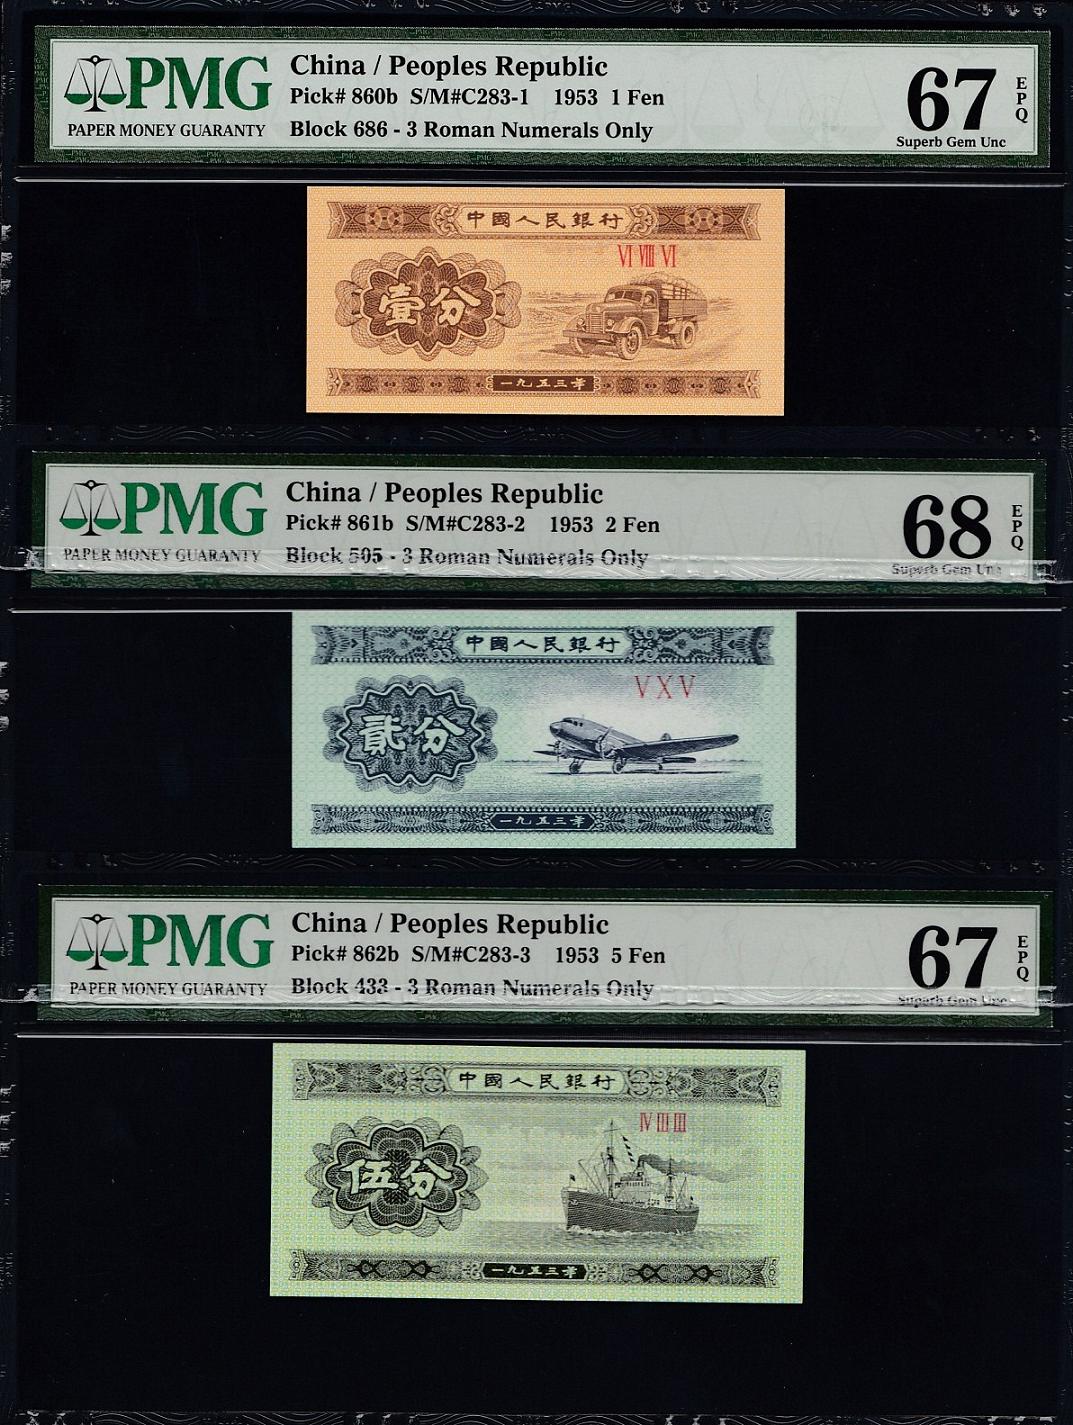 PMG
PAPER MONEY GUARANTY
China / Peoples Republic
Pick# 860b S/M#C283-1 1953 1 Fen
Block 686 - 3 Roman Numerals Only
67
EPQ
Superb Gem Unc
中國人民銀行
VI VIII VI
壹分
一九五三年
PMG
PAPER MONEY GUARANTY
China / Peoples Republic
Pick# 861b S/M#C283-2 1953 2 Fen
Block 505 - 3 Roman Numerals Only
68
EPQ
Superb Gem Unc
中國人民銀行
V X V
貳分
一九五三年
PMG
PAPER MONEY GUARANTY
China / Peoples Republic
Pick# 862b S/M#C283-3 1953 5 Fen
Block 433 - 3 Roman Numerals Only
67
EPQ
Superb Gem Unc
中國人民銀行
IV III III
伍分
一九五三年